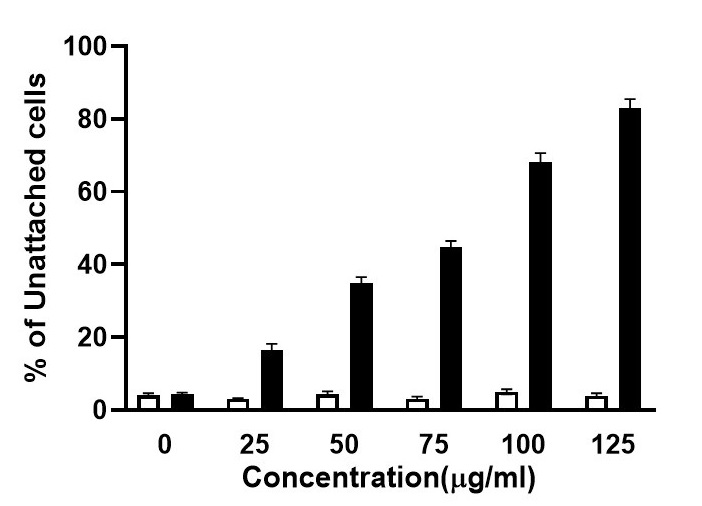 % of Unattached cells
100
80
60
40
20
0
0 25 50 75 100 125
Concentration(μg/ml)